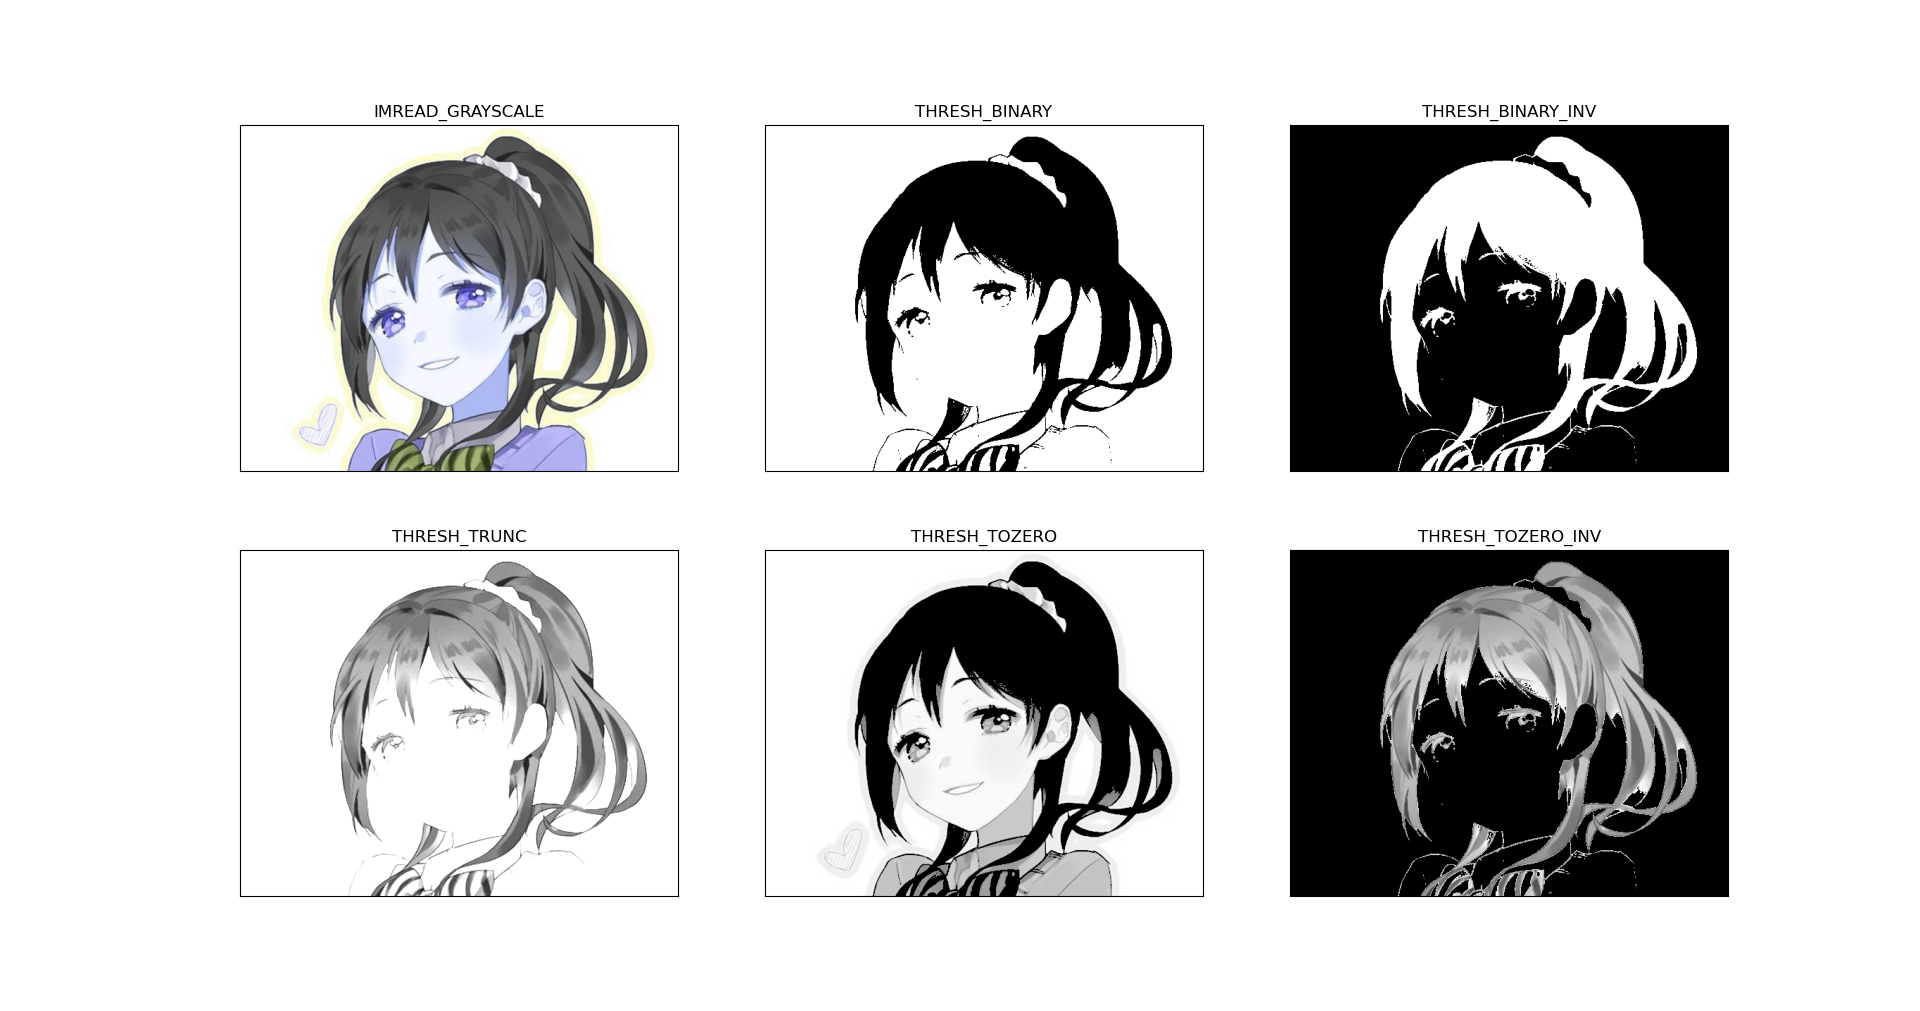 IMREAD_GRAYSCALE
THRESH_BINARY
THRESH_BINARY_INV
THRESH_TRUNC
THRESH_TOZERO
THRESH_TOZERO_INV